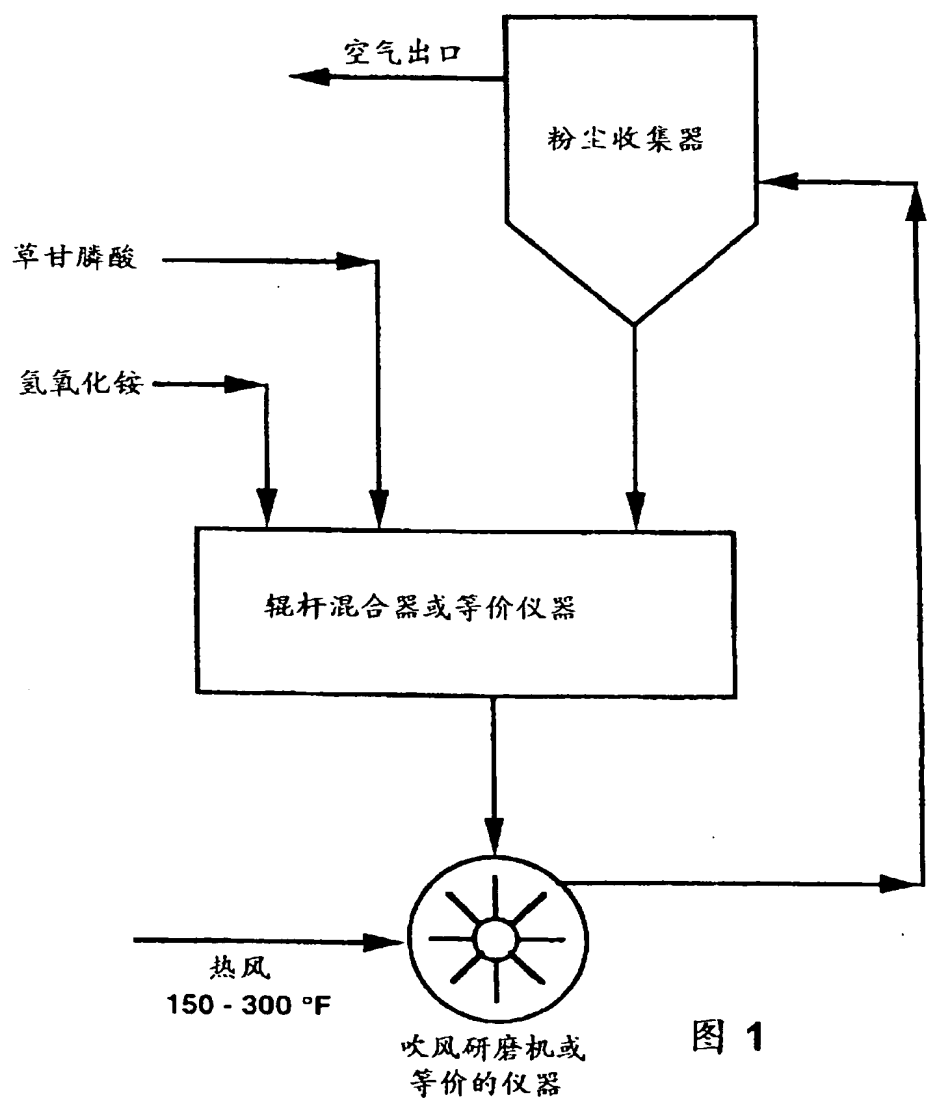 空气出口
粉尘收集器
草甘膦酸
氢氧化铵
辊杆混合器或等价仪器
热风
150 - 300 °F
吹风研磨机或
等价的仪器
图 1